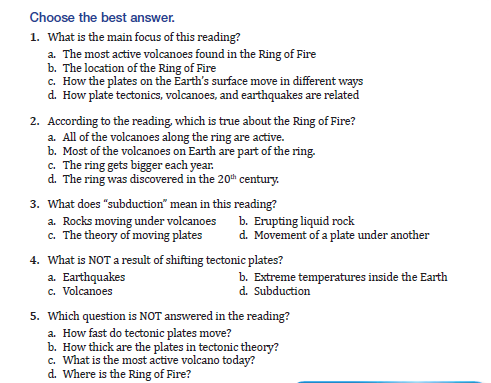 Choose the best answer.
1. What is the main focus of this reading?
a. The most active volcanoes found in the Ring of Fire
b. The location of the Ring of Fire
c. How the plates on the Earth's surface move in different ways
d. How plate tectonics, volcanoes, and earthquakes are related
2. According to the reading, which is true about the Ring of Fire?
a. All of the volcanoes along the ring are active.
b. Most of the volcanoes on Earth are part of the ring.
c. The ring gets bigger each year.
d. The ring was discovered in the 20th century.
3. What does "subduction" mean in this reading?
a. Rocks moving under volcanoes b. Erupting liquid rock
c. The theory of moving plates d. Movement of a plate under another
4. What is NOT a result of shifting tectonic plates?
a. Earthquakes b. Extreme temperatures inside the Earth
c. Volcanoes d. Subduction
5. Which question is NOT answered in the reading?
a. How fast do tectonic plates move?
b. How thick are the plates in tectonic theory?
c. What is the most active volcano today?
d. Where is the Ring of Fire?